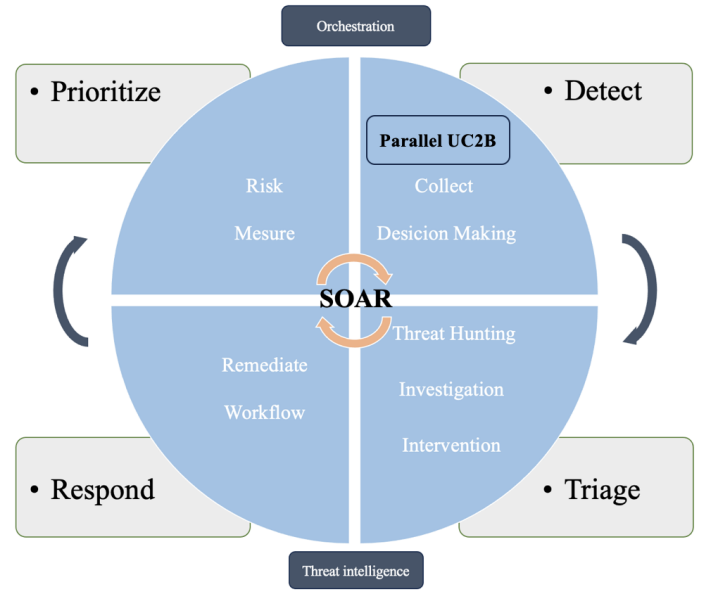 Orchestration
• Prioritize
• Detect
Parallel UC2B
Risk
Mesure
Collect
Desicion Making
SOAR
Threat Hunting
Investigation
Intervention
Remediate
Workflow
• Respond
• Triage
Threat intelligence